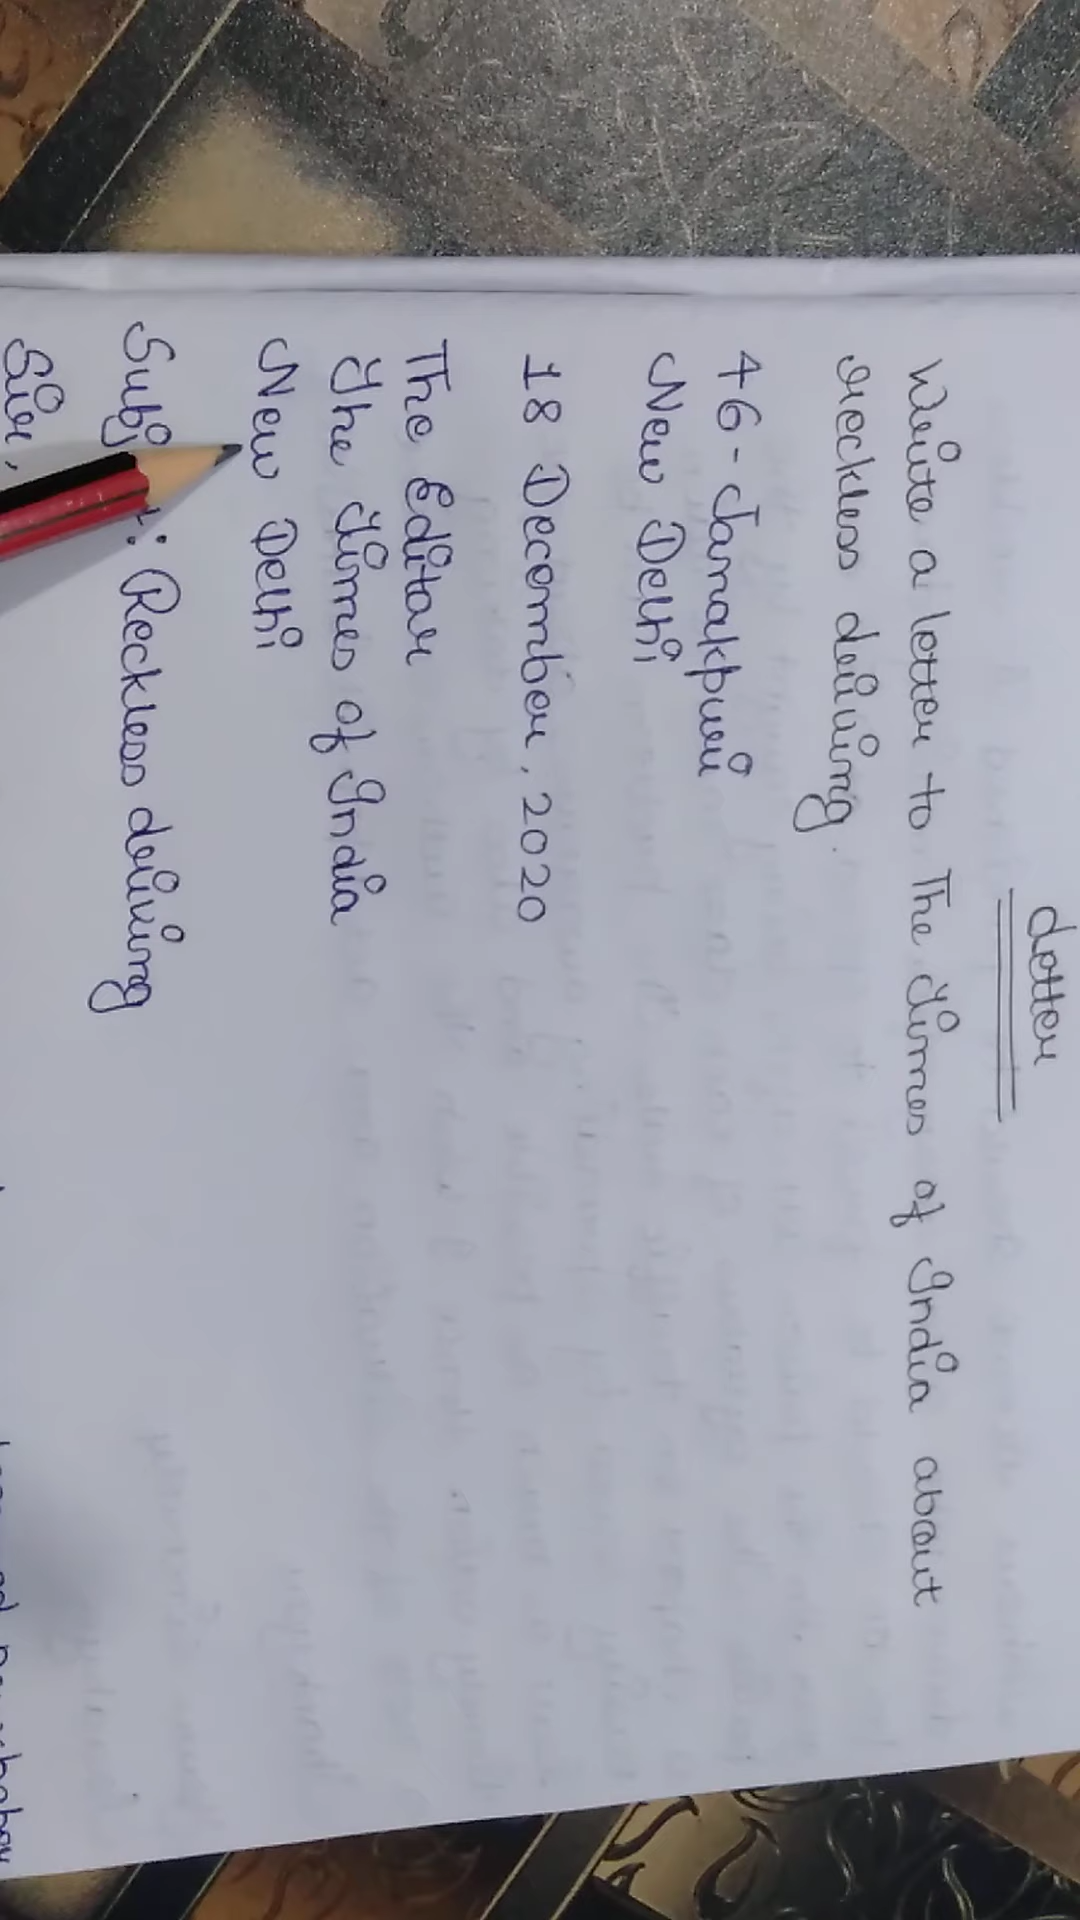 Letter
Write a letter to The Times of India about
reckless driving.
46-Janakpuri
New Delhi
18 December, 2020
The Editor
The Times of India
New Delhi
Subj t: Reckless driving
Sir,